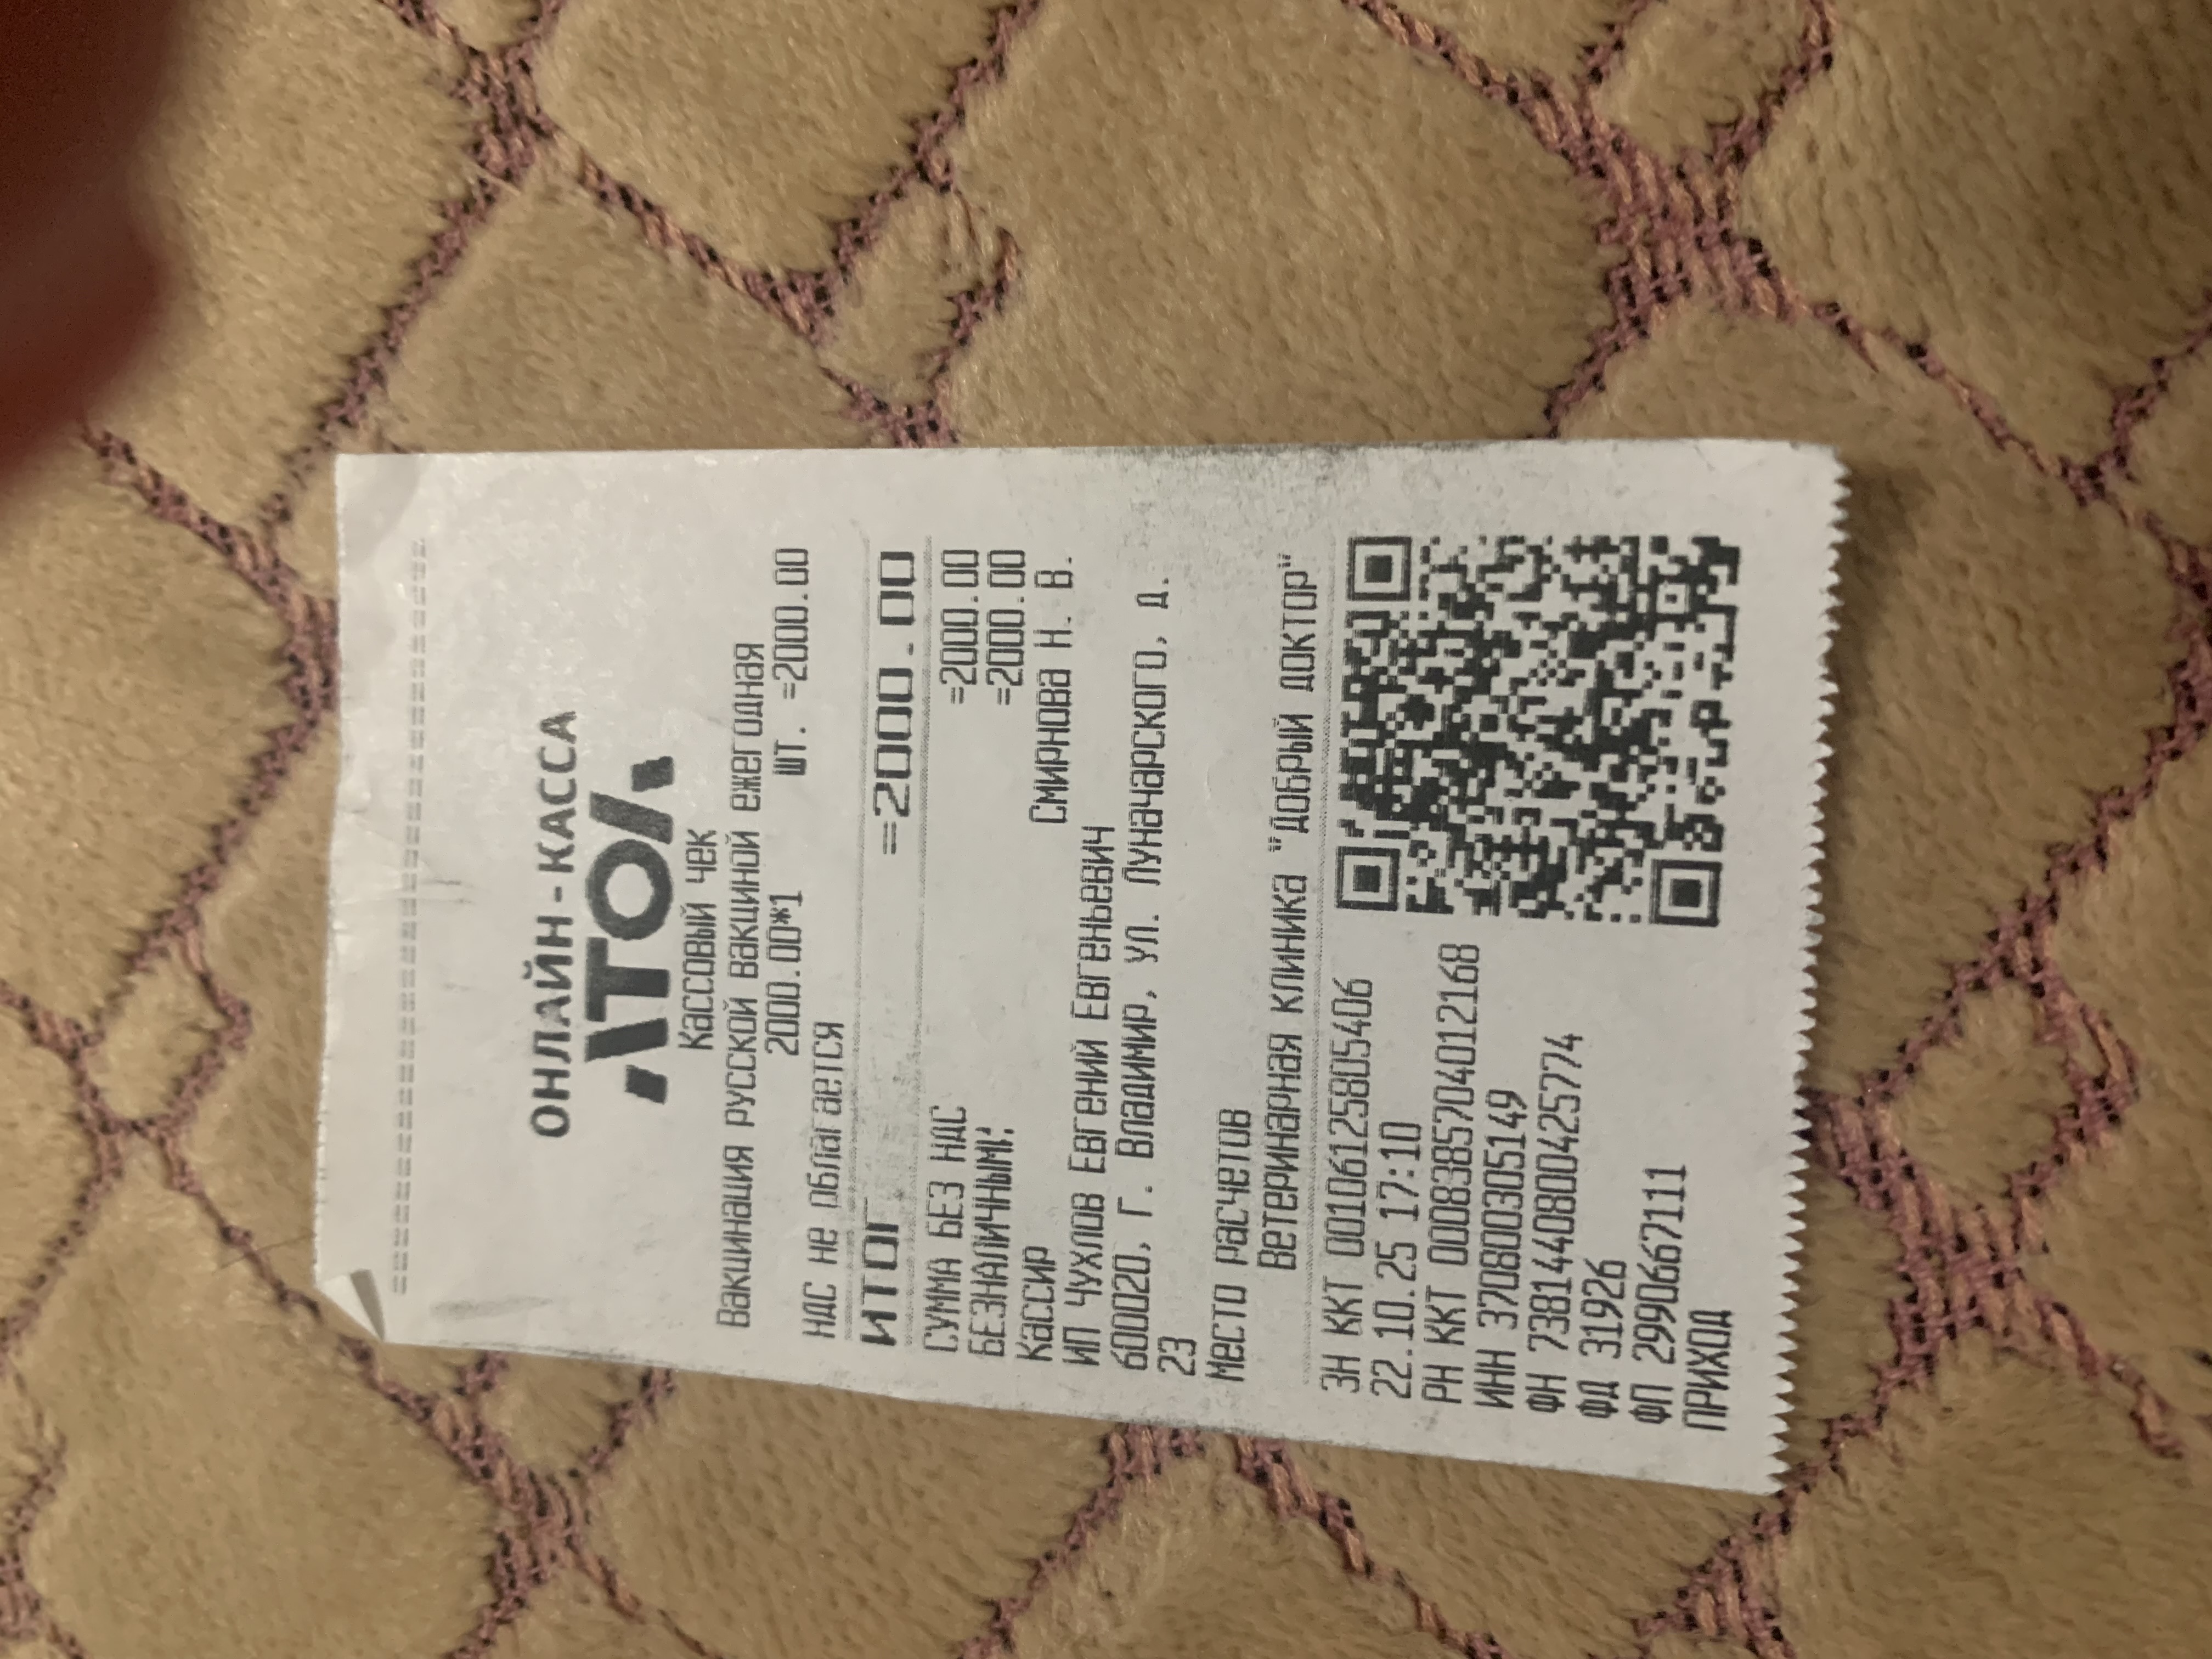 ==================================================
ОНЛАЙН-КАССА
АТОЛ
Кассовый чек
Вакцинация русской вакциной ежегодная
2000.00*1 шт. =2000.00
НДС не облагается
ИТОГ =2000.00
СУММА БЕЗ НДС =2000.00
БЕЗНАЛИЧНЫМИ =2000.00
Кассир Смирнова Н. В.
ИП Чухлов Евгений Евгеньевич
600020, г. Владимир, ул. Луначарского, д.
23
Место расчетов
Ветеринарная клиника "Добрый доктор"
ЗН ККТ 00106125805406
22.10.25 17:10
РН ККТ 0008385704012168
ИНН 370800305149
ФН 7381440800425774
ФД 31926
ФП 2990667111
ПРИХОД